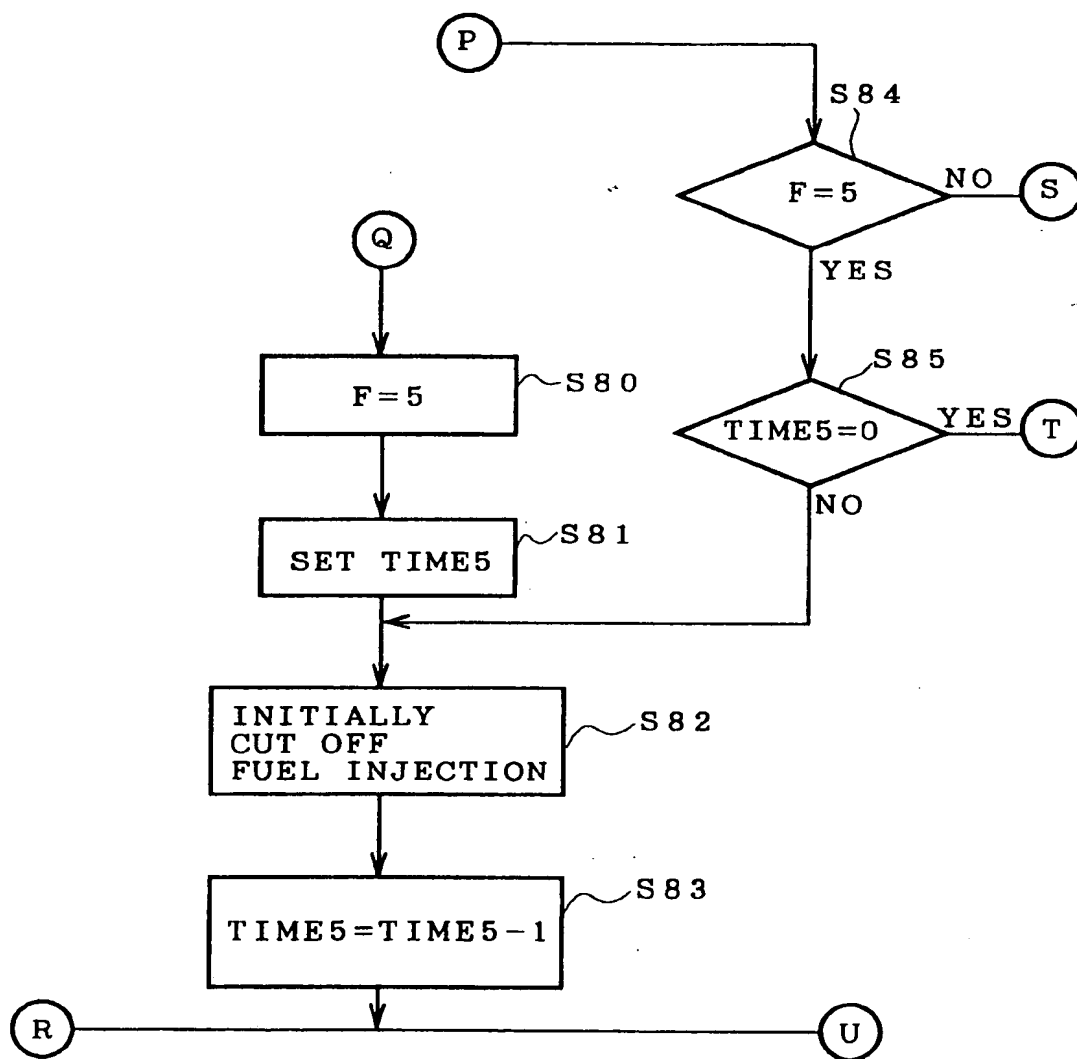 P
S84
F=5
NO
S
YES
Q
F=5
S80
S85
TIME5=0
YES
T
NO
SET TIME5
S81
INITIALLY
CUT OFF
FUEL INJECTION
S82
TIME5=TIME5-1
S83
R
U